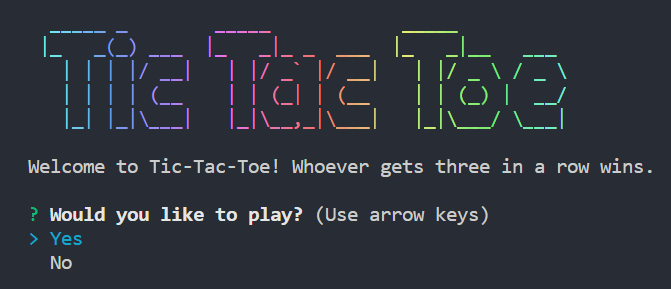 Tic Tac Toe
Welcome to Tic-Tac-Toe! Whoever gets three in a row wins.
? Would you like to play? (Use arrow keys)
> Yes
No